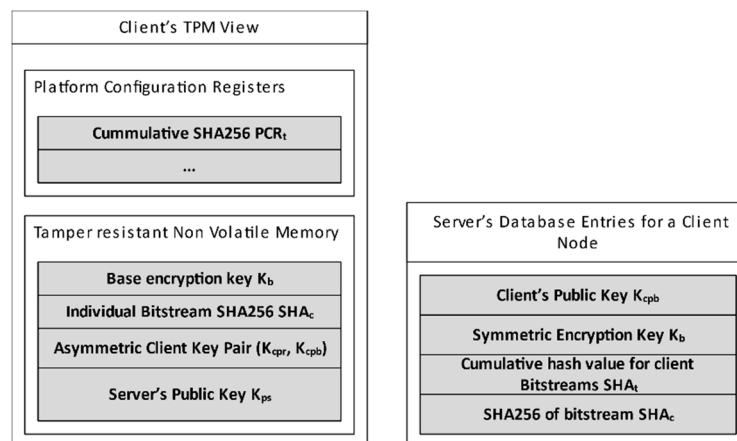 Client's TPM View
Platform Configuration Registers
Cummulative SHA256 PCRt
...
Tamper resistant Non Volatile Memory
Base encryption key Kb
Individual Bitstream SHA256 SHAc
Asymmetric Client Key Pair (Kcpr, Kcpb)
Server's Public Key Kps
Server's Database Entries for a Client
Node
Client's Public Key Kcpb
Symmetric Encryption Key Kb
Cumulative hash value for client
Bitstreams SHAt
SHA256 of bitstream SHAc